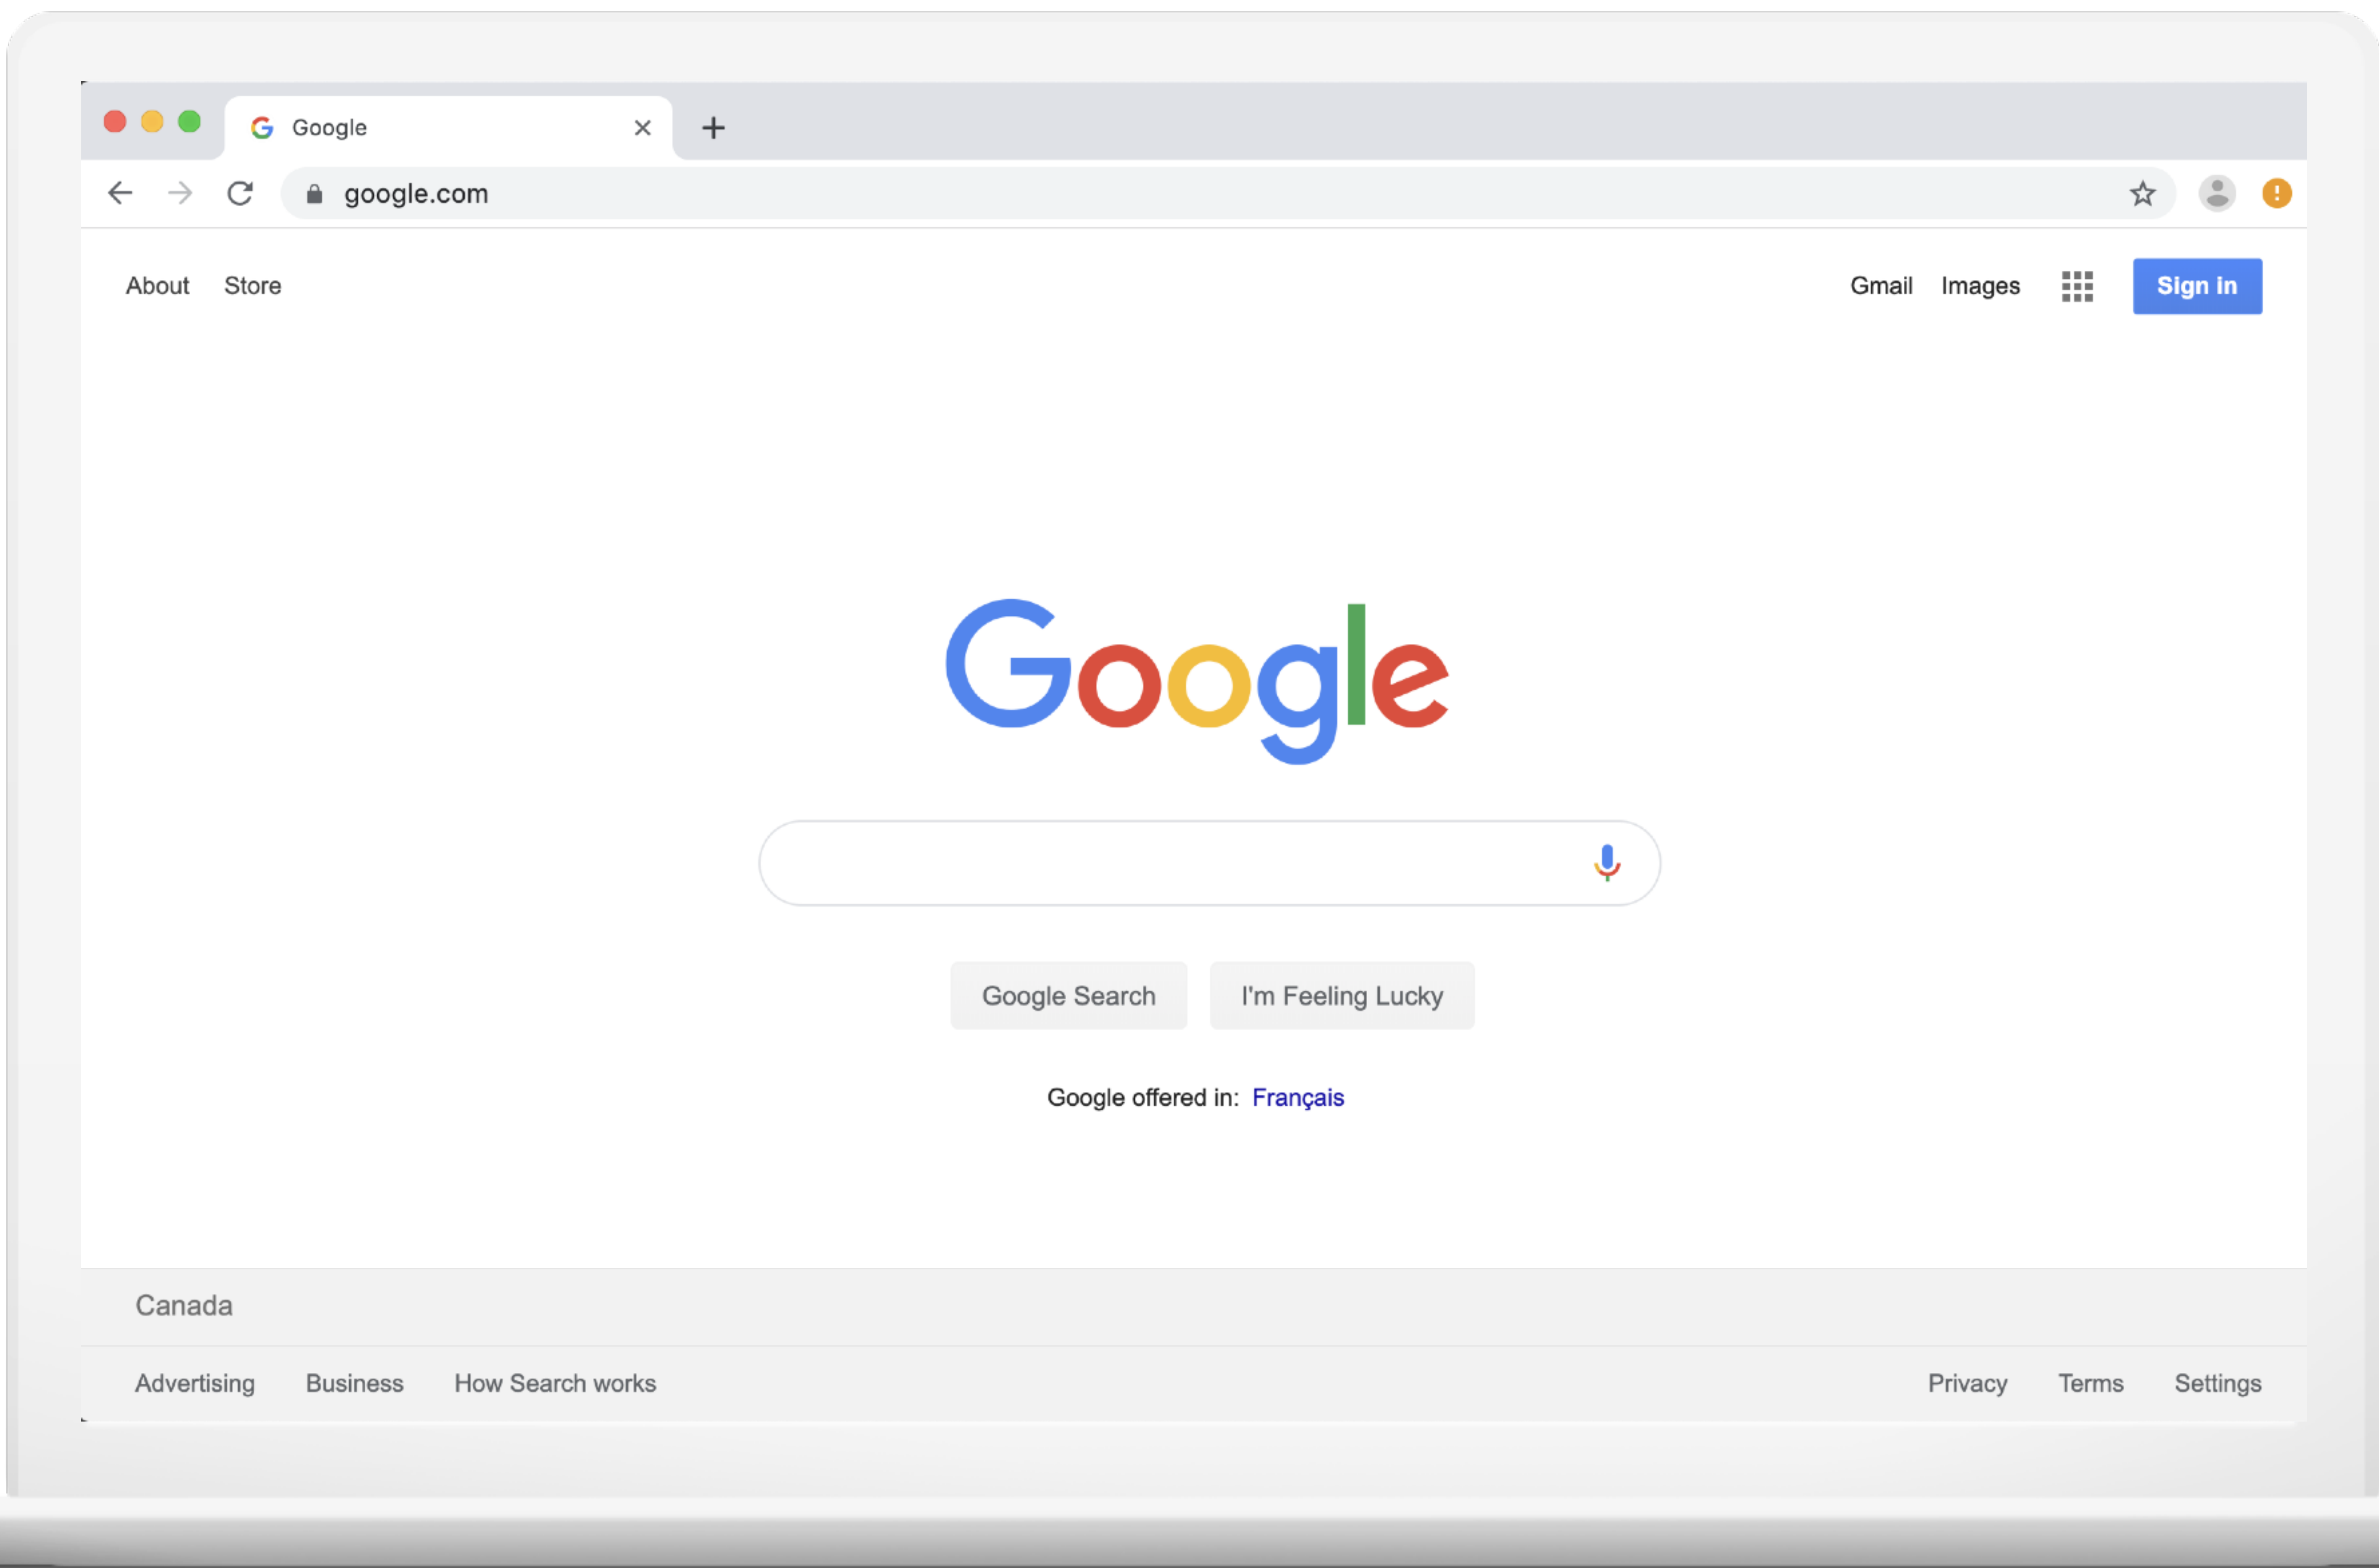 Google
google.com
About Store Gmail Images Sign in
Google
Google Search I'm Feeling Lucky
Google offered in: Français
Canada
Advertising Business How Search works Privacy Terms Settings